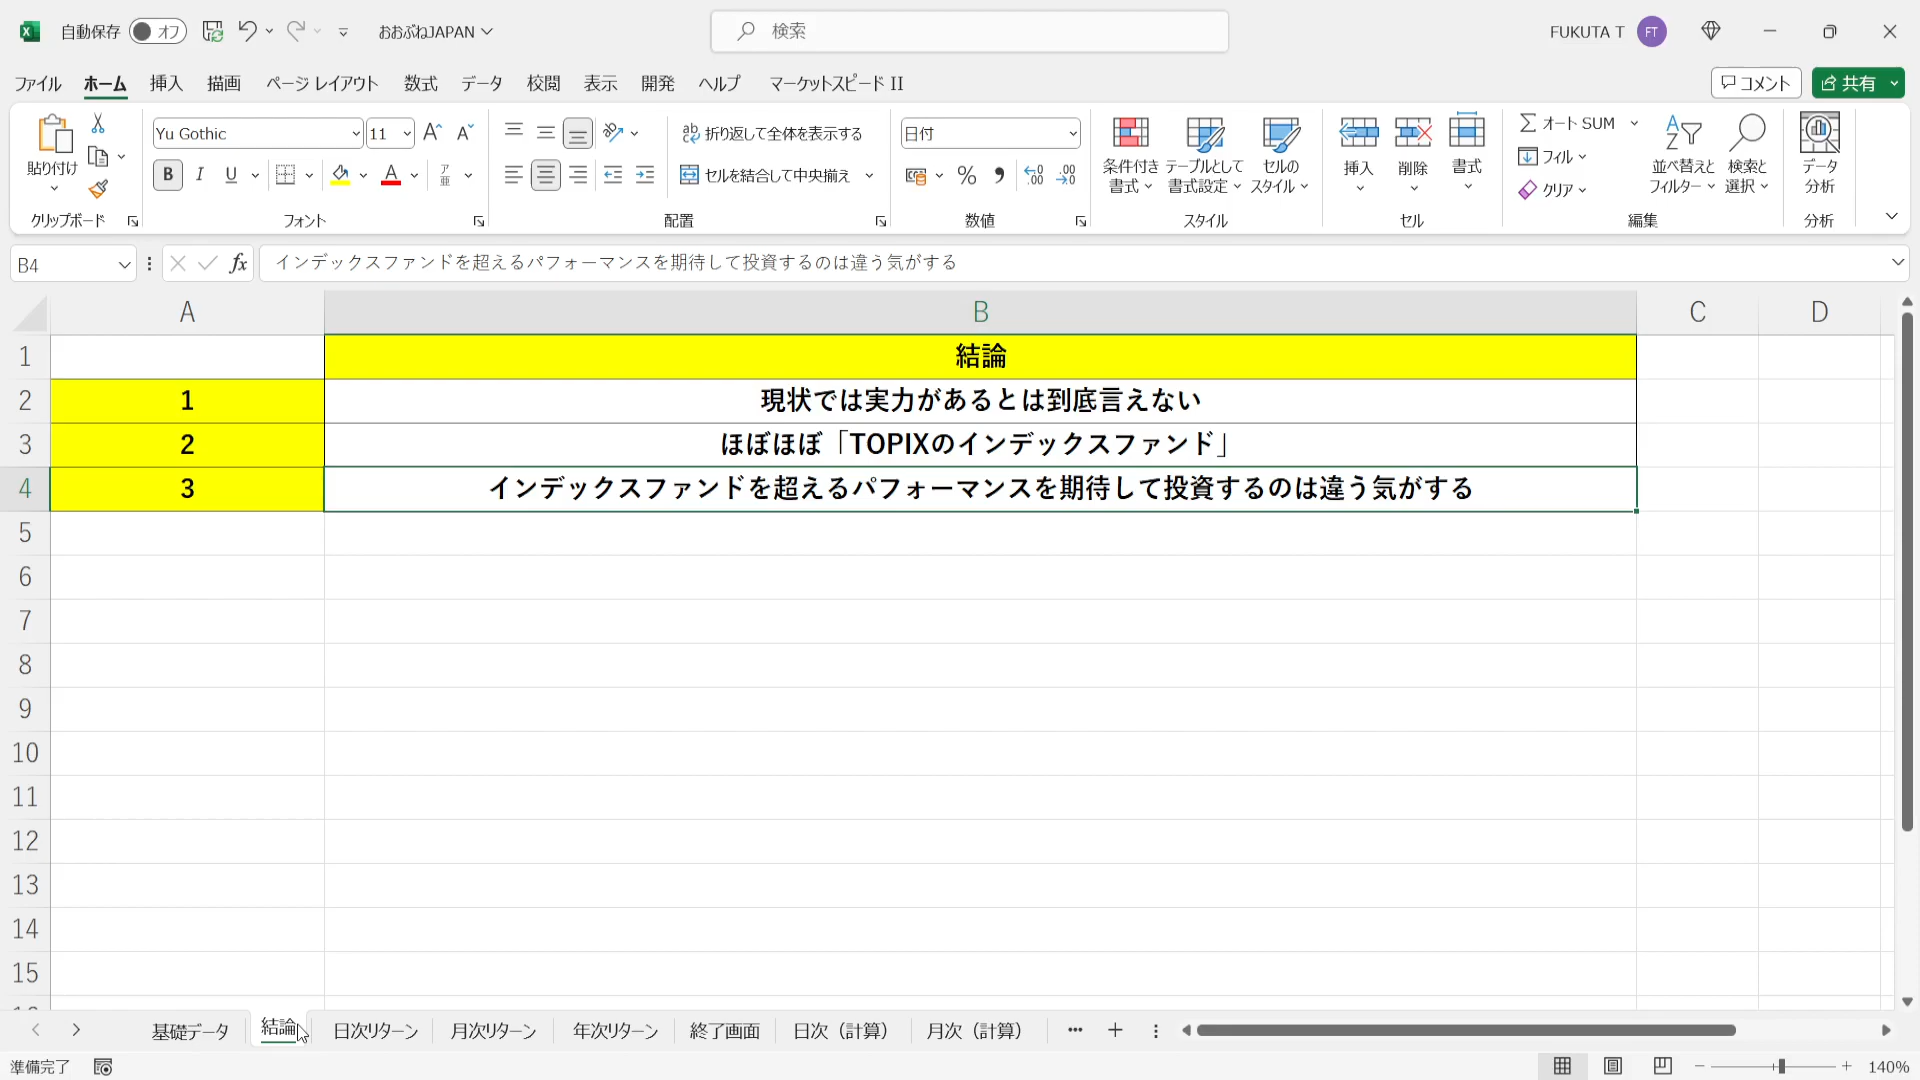 自動保存 オフ おおぶねJAPAN 検索 FUKUTA T FT
ファイル ホーム 挿入 描画 ページ レイアウト 数式 データ 校閲 表示 開発 ヘルプ マーケットスピード II コメント 共有
貼り付け
クリップボード
Yu Gothic 11
B I U A ア亜
フォント
ab 折り返して全体を表示する
セルを結合して中央揃え
配置
日付
% .00 .00
数値
条件付き書式 テーブルとして書式設定 セルのスタイル
スタイル
挿入 削除 書式
セル
Σ オート SUM
フィル
クリア
並べ替えとフィルター 検索と選択
編集
データ分析
分析
B4 fx インデックスファンドを超えるパフォーマンスを期待して投資するのは違う気がする
A B C D
1 結論
2 1 現状では実力があるとは到底言えない
3 2 ほぼほぼ「TOPIXのインデックスファンド」
4 3 インデックスファンドを超えるパフォーマンスを期待して投資するのは違う気がする
5
6
7
8
9
10
11
12
13
14
15
基礎データ 結論 日次リターン 月次リターン 年次リターン 終了画面 日次（計算） 月次（計算） ... +
準備完了 140%